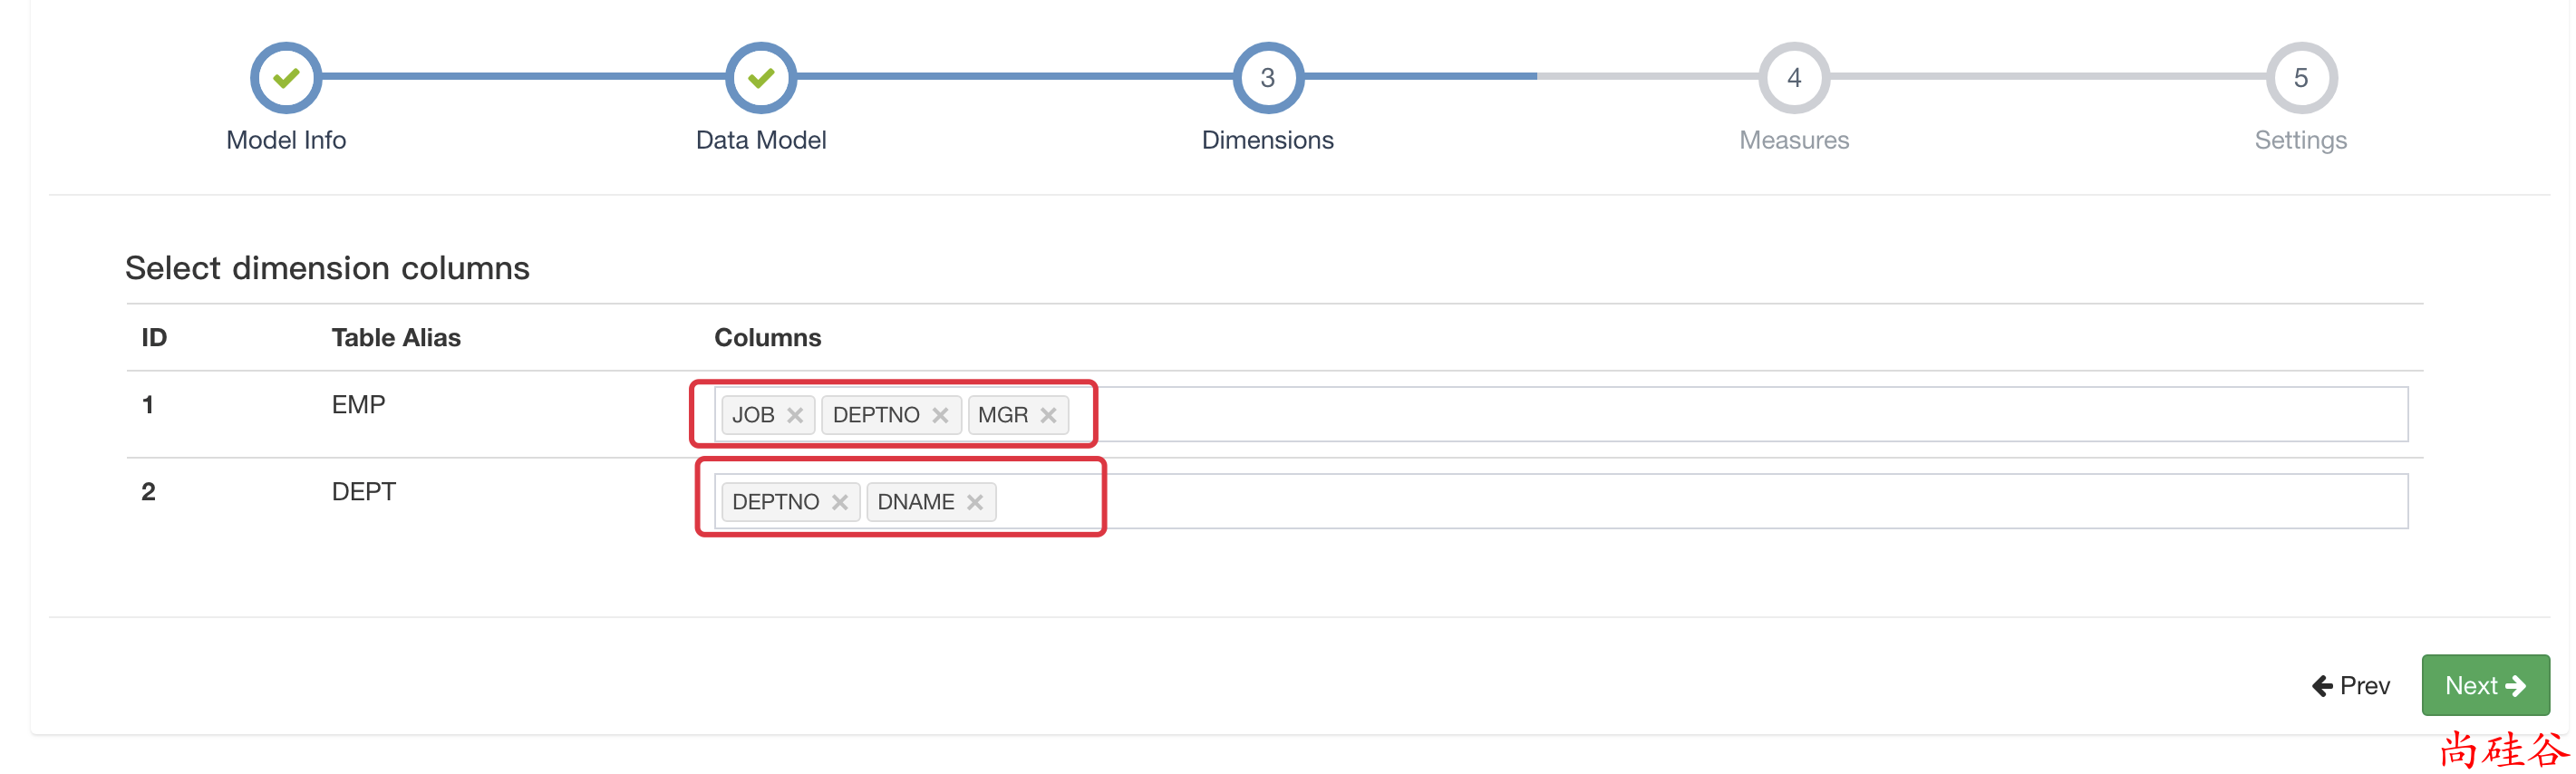 3 4 5
Model Info Data Model Dimensions Measures Settings
Select dimension columns
ID Table Alias Columns
1 EMP JOB DEPTNO MGR
2 DEPT DEPTNO DNAME
Prev Next
尚硅谷